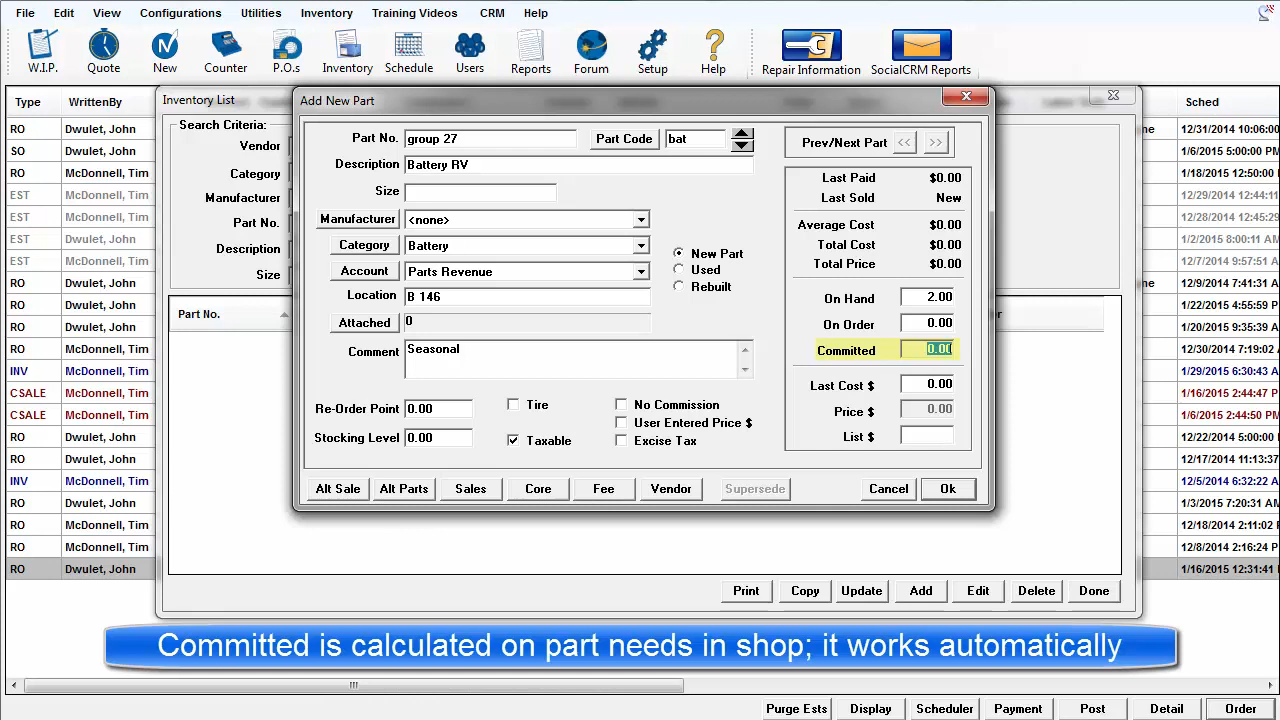 File Edit View Configurations Utilities Inventory Training Videos CRM Help
W.I.P. Quote New Counter P.O.s Inventory Schedule Users Reports Forum Setup Help Repair Information SocialCRM Reports
Type WrittenBy Sched
RO Dwulet, John 12/31/2014 10:06:00
SO Dwulet, John 1/6/2015 5:00:00 PM
RO McDonnell, Tim 1/18/2015 12:50:00
EST McDonnell, Tim 12/29/2014 12:44:11
EST McDonnell, Tim 12/28/2014 12:45:29
EST McDonnell, Tim 1/2/2015 8:00:11 AM
EST McDonnell, Tim 12/7/2014 9:57:51
RO Dwulet, John 12/9/2014 7:41:31
RO Dwulet, John 1/22/2015 4:55:59
RO Dwulet, John 1/20/2015 9:35:39
RO McDonnell, Tim 12/30/2014 7:19:02
INV McDonnell, Tim 1/29/2015 6:30:43
CSALE McDonnell, Tim 1/16/2015 2:44:47
CSALE McDonnell, Tim 1/6/2015 2:44:50 PM
RO Dwulet, John 12/22/2014 5:00:00
RO Dwulet, John 12/17/2014 11:13:37
INV McDonnell, Tim 12/5/2014 6:32:22
RO Dwulet, John 1/3/2015 7:20:31
RO McDonnell, Tim 12/18/2014 2:11:02
RO McDonnell, Tim 12/8/2014 2:16:24
RO Dwulet, John 1/16/2015 12:31:41
Inventory List
Search Criteria:
Vendor
Category
Manufacturer
Part No.
Description
Size
Part No.
Add New Part
Part No. group 27 Part Code bat
Description Battery RV
Size
Manufacturer <none>
Category Battery
Account Parts Revenue
Location B 146
Attached 0
Comment Seasonal
New Part
Used
Rebuilt
Re-Order Point 0.00 Tire No Commission
User Entered Price $
Stocking Level 0.00 Taxable Excise Tax
Prev/Next Part << >>
Last Paid $0.00
Last Sold New
Average Cost $0.00
Total Cost $0.00
Total Price $0.00
On Hand 2.00
On Order 0.00
Committed 0.00
Last Cost $ 0.00
Price $ 0.00
List $
Alt Sale Alt Parts Sales Core Fee Vendor Supersede Cancel Ok
Print Copy Update Add Edit Delete Done
Committed is calculated on part needs in shop; it works automatically
Purge Ests Display Scheduler Payment Post Detail Order